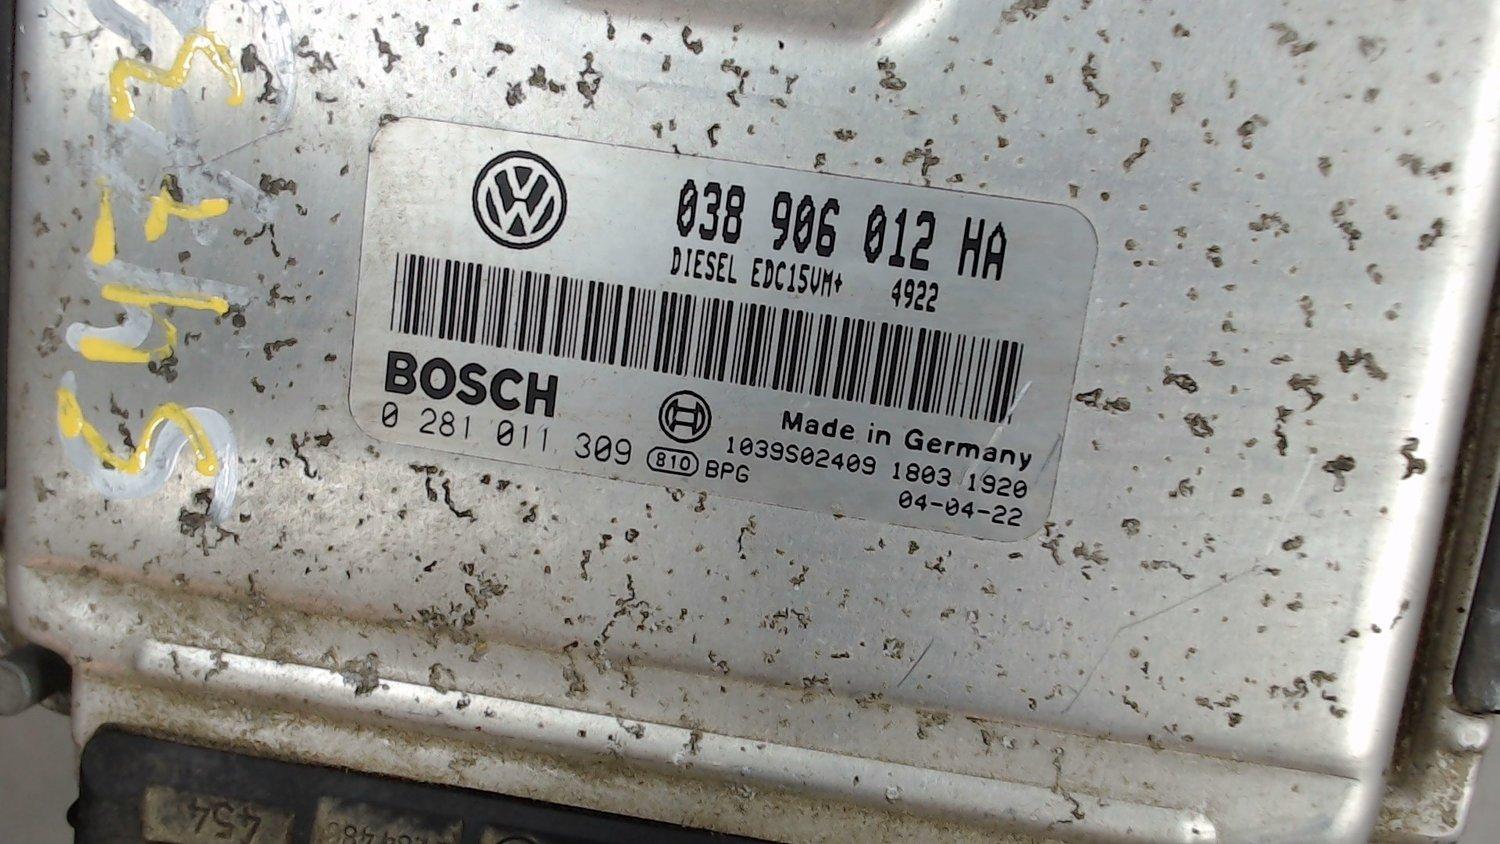 038 906 012 HA
DIESEL EDC15VM+ 4922
BOSCH
0 281 011 309
810 BPG
Made in Germany
1039S02409 1803 1920
04-04-22
454